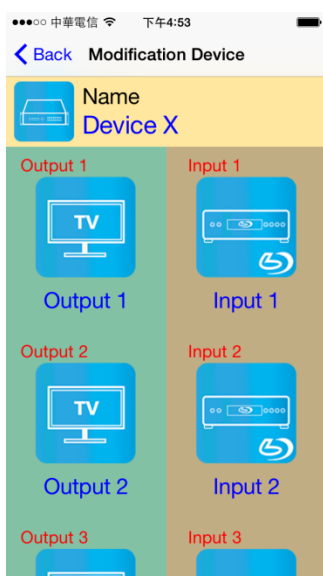 中華電信 下午4:53
Back Modification Device
Name
Device X
Output 1 Input 1
TV
Output 1 Input 1
Output 2 Input 2
TV
Output 2 Input 2
Output 3 Input 3